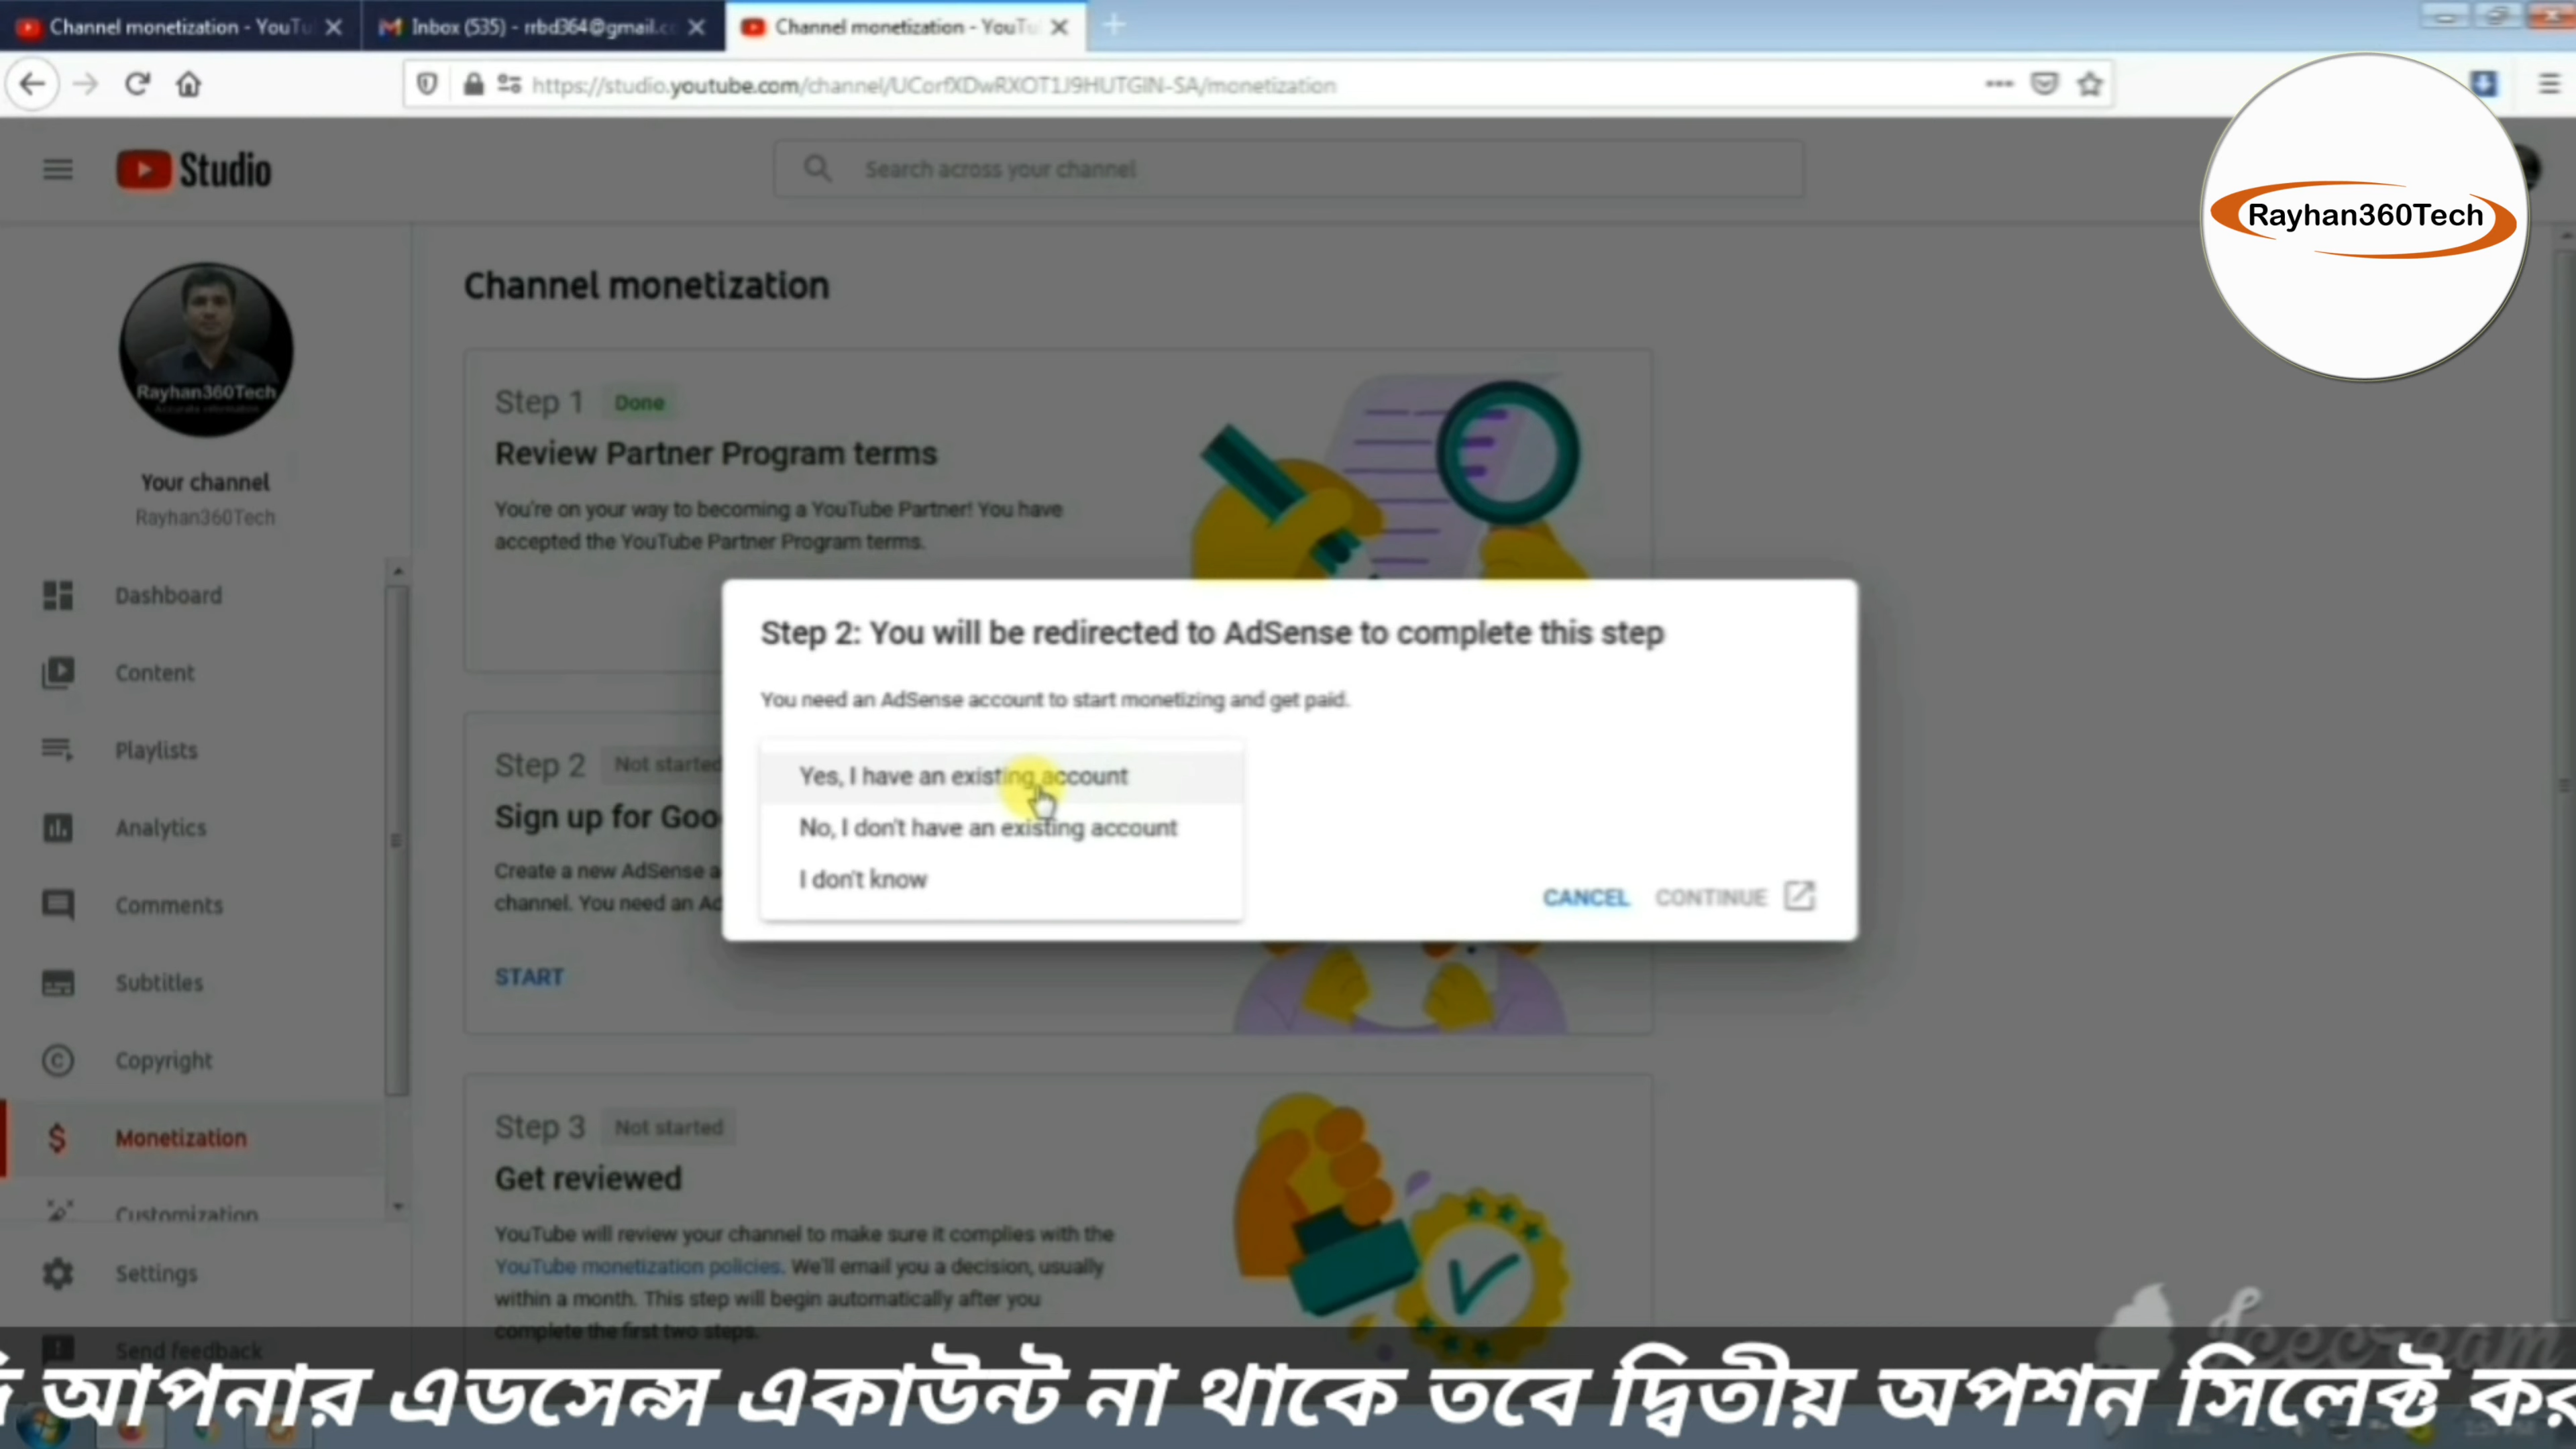 Channel monetization - YouTu
Inbox (535) - rrbd364@gmail.c
Channel monetization - YouTu
https://studio.youtube.com/channel/UCorfXDwRXOT1J9HUTGlN-SA/monetization
Studio
Search across your channel
Rayhan360Tech
Rayhan360Tech
Your channel
Rayhan360Tech
Dashboard
Content
Playlists
Analytics
Comments
Subtitles
Copyright
Monetization
Customization
Settings
Send feedback
Channel monetization
Step 1 Done
Review Partner Program terms
You're on your way to becoming a YouTube Partner! You have
accepted the YouTube Partner Program terms.
Step 2: You will be redirected to AdSense to complete this step
You need an AdSense account to start monetizing and get paid.
Yes, I have an existing account
No, I don't have an existing account
I don't know
CANCEL CONTINUE
Step 2 Not started
Sign up for Goo
Create a new AdSense a
channel. You need an Ad
START
Step 3 Not started
Get reviewed
YouTube will review your channel to make sure it complies with the
YouTube monetization policies. We'll email you a decision, usually
within a month. This step will begin automatically after you
complete the first two steps.
Icecream
আপনার এডসেন্স একাউন্ট না থাকে তবে দ্বিতীয় অপশন সিলেক্ট কর